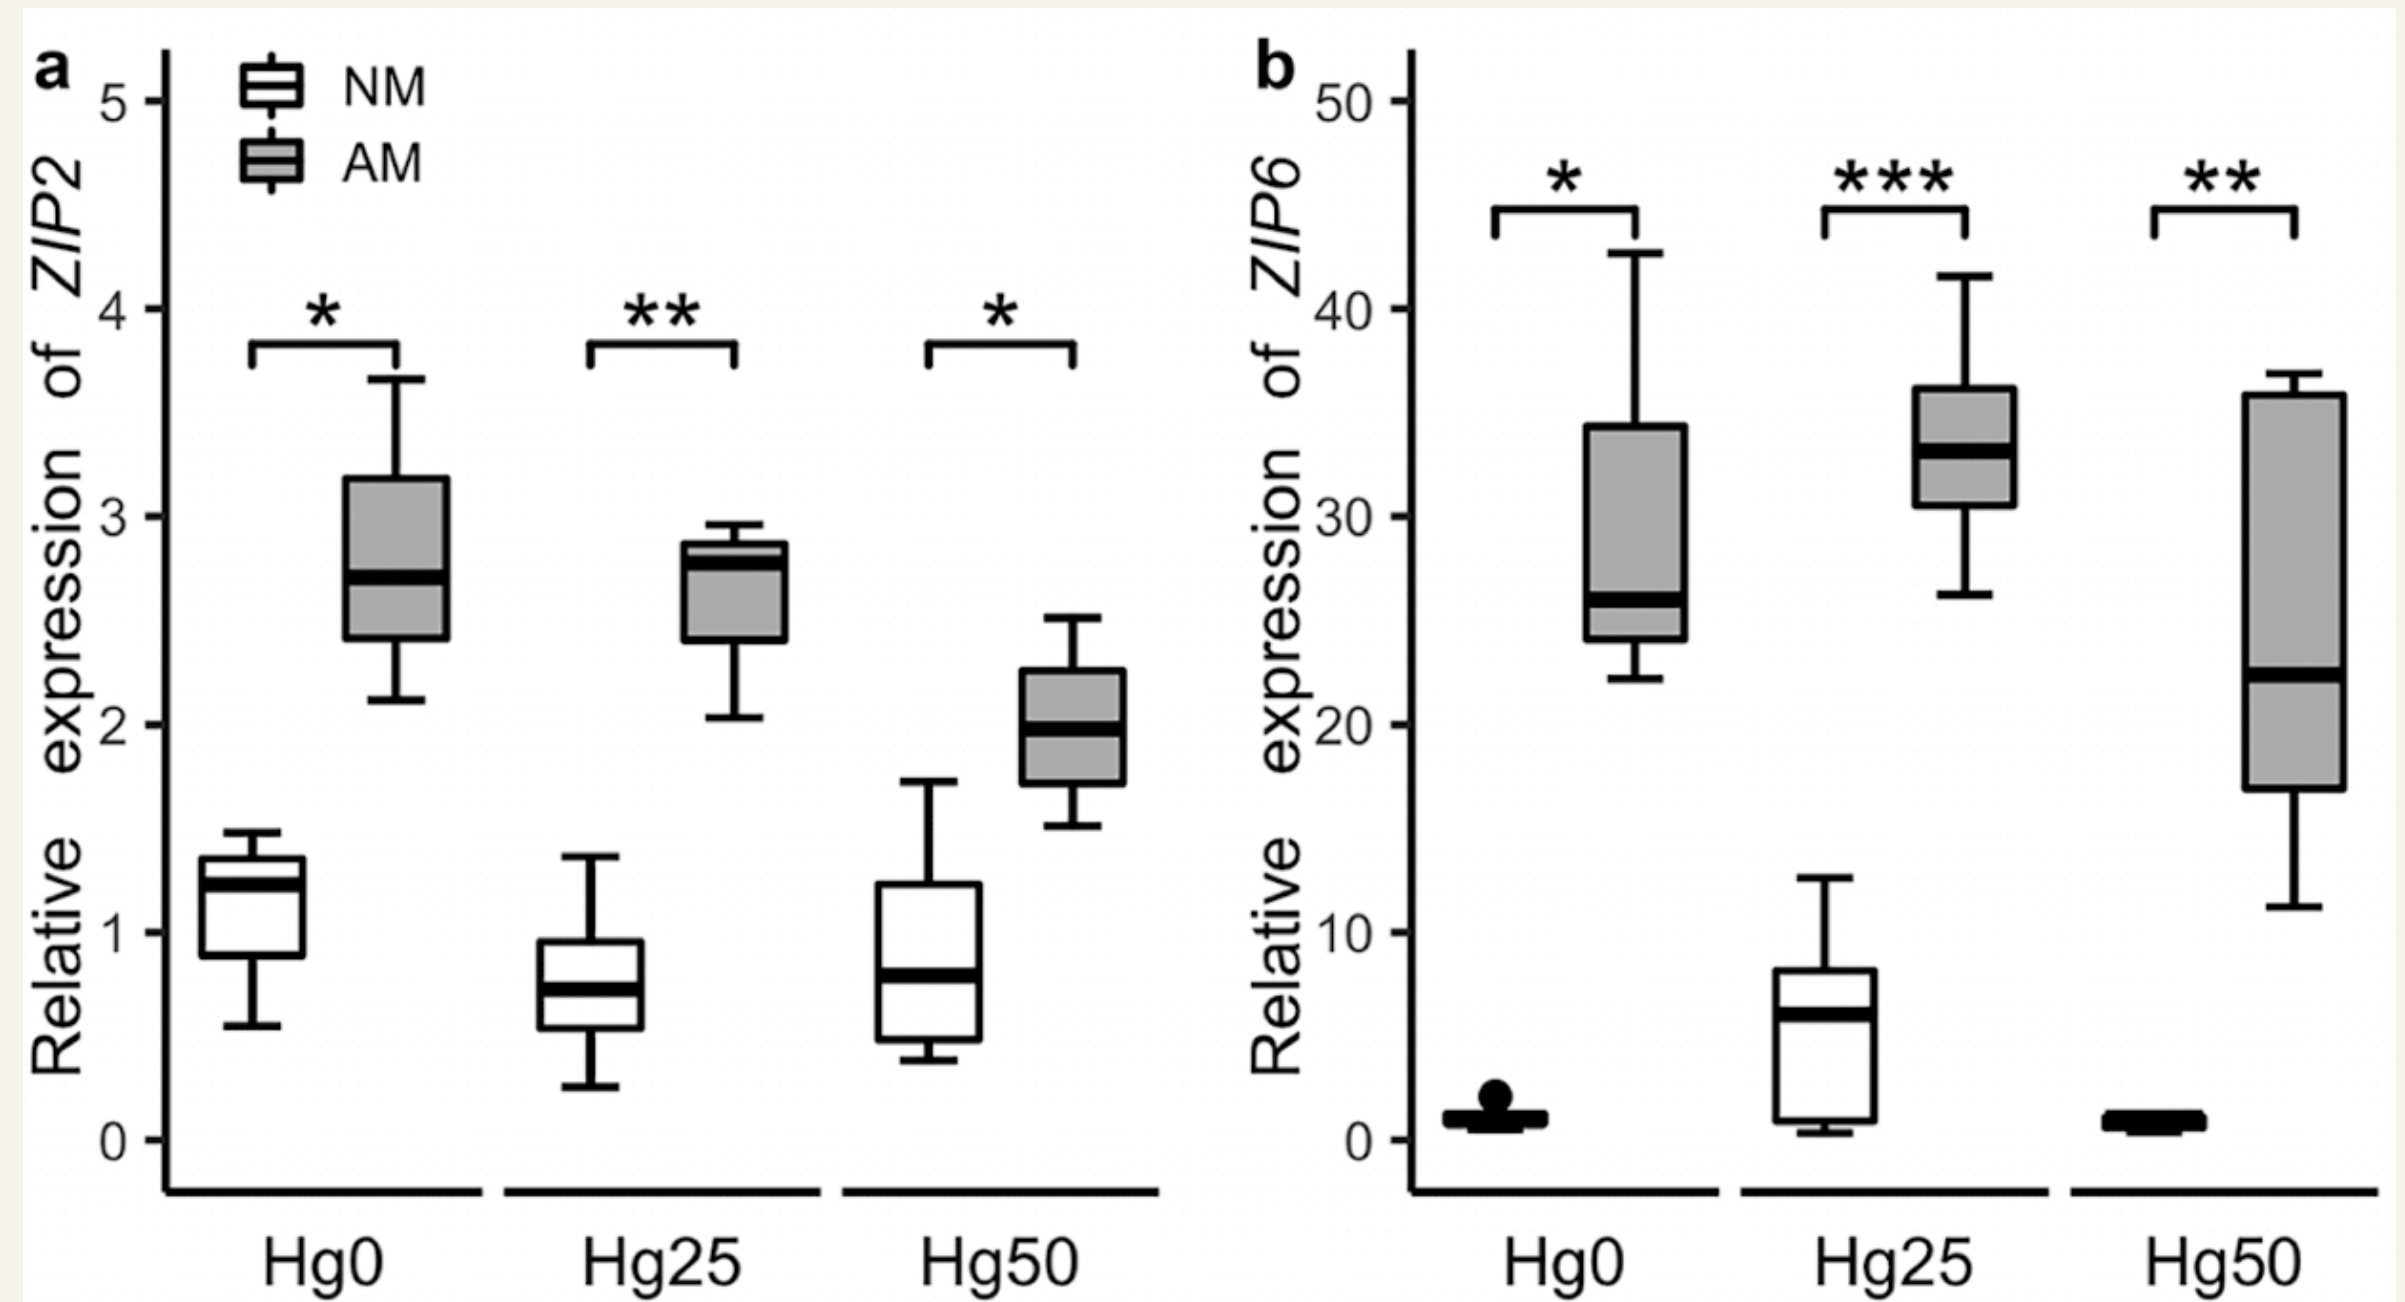 a
NM
AM
Relative expression of ZIP2
5
4
3
2
1
0
*
**
*
Hg0
Hg25
Hg50
b
Relative expression of ZIP6
50
40
30
20
10
0
*
***
**
Hg0
Hg25
Hg50